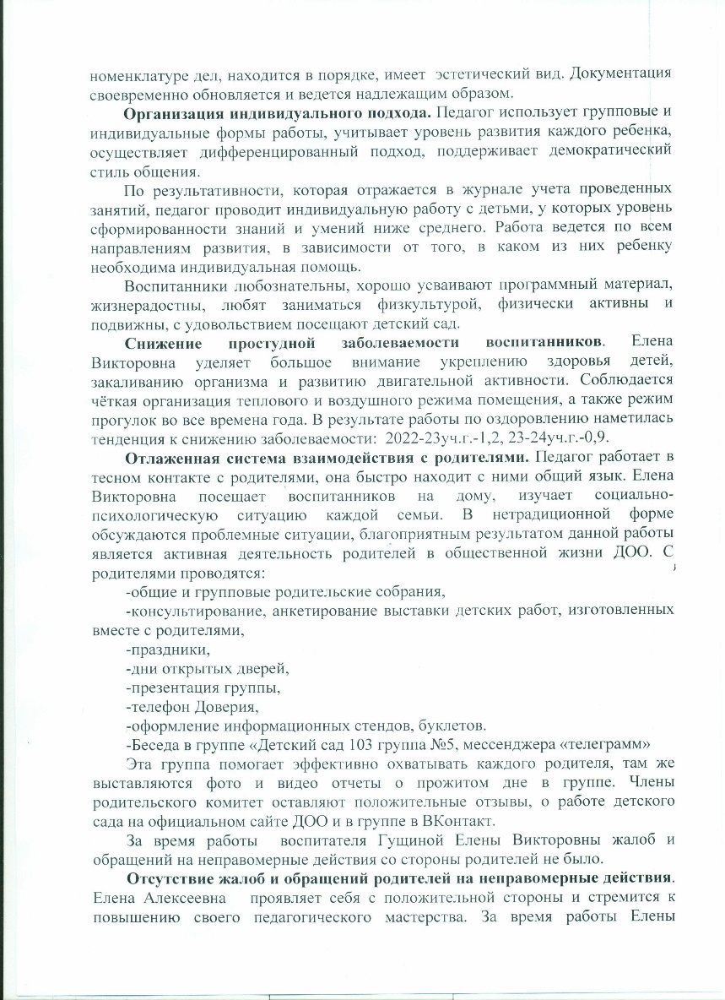 номенклатуре дел, находится в порядке, имеет эстетический вид. Документация
своевременно обновляется и ведется надлежащим образом.
Организация индивидуального подхода. Педагог использует групповые и
индивидуальные формы работы, учитывает уровень развития каждого ребенка,
осуществляет дифференцированный подход, поддерживает демократический
стиль общения.
По результативности, которая отражается в журнале учета проведенных
занятий, педагог проводит индивидуальную работу с детьми, у которых уровень
сформированности знаний и умений ниже среднего. Работа ведется по всем
направлениям развития, в зависимости от того, в каком из них ребенку
необходима индивидуальная помощь.
Воспитанники любознательны, хорошо усваивают программный материал,
жизнерадостны, любят заниматься физкультурой, физически активны и
подвижны, с удовольствием посещают детский сад.
Снижение простудной заболеваемости воспитанников. Елена
Викторовна уделяет большое внимание укреплению здоровья детей,
закаливанию организма и развитию двигательной активности. Соблюдается
чёткая организация теплового и воздушного режима помещения, а также режим
прогулок во все времена года. В результате работы по оздоровлению наметилась
тенденция к снижению заболеваемости: 2022-23уч.г.-1,2, 23-24уч.г.-0,9.
Отлаженная система взаимодействия с родителями. Педагог работает в
тесном контакте с родителями, она быстро находит с ними общий язык. Елена
Викторовна посещает воспитанников на дому, изучает социально-
психологическую ситуацию каждой семьи. В нетрадиционной форме
обсуждаются проблемные ситуации, благоприятным результатом данной работы
является активная деятельность родителей в общественной жизни ДОО. С
родителями проводятся:
-общие и групповые родительские собрания,
-консультирование, анкетирование выставки детских работ, изготовленных
вместе с родителями,
-праздники,
-дни открытых дверей,
-презентация группы,
-телефон Доверия,
-оформление информационных стендов, буклетов.
-Беседа в группе «Детский сад 103 группа №5, мессенджера «телеграмм»
Эта группа помогает эффективно охватывать каждого родителя, там же
выставляются фото и видео отчеты о прожитом дне в группе. Члены
родительского комитет оставляют положительные отзывы, о работе детского
сада на официальном сайте ДОО и в группе в ВКонтакт.
За время работы воспитателя Гущиной Елены Викторовны жалоб и
обращений на неправомерные действия со стороны родителей не было.
Отсутствие жалоб и обращений родителей на неправомерные действия.
Елена Алексеевна проявляет себя с положительной стороны и стремится к
повышению своего педагогического мастерства. За время работы Елены